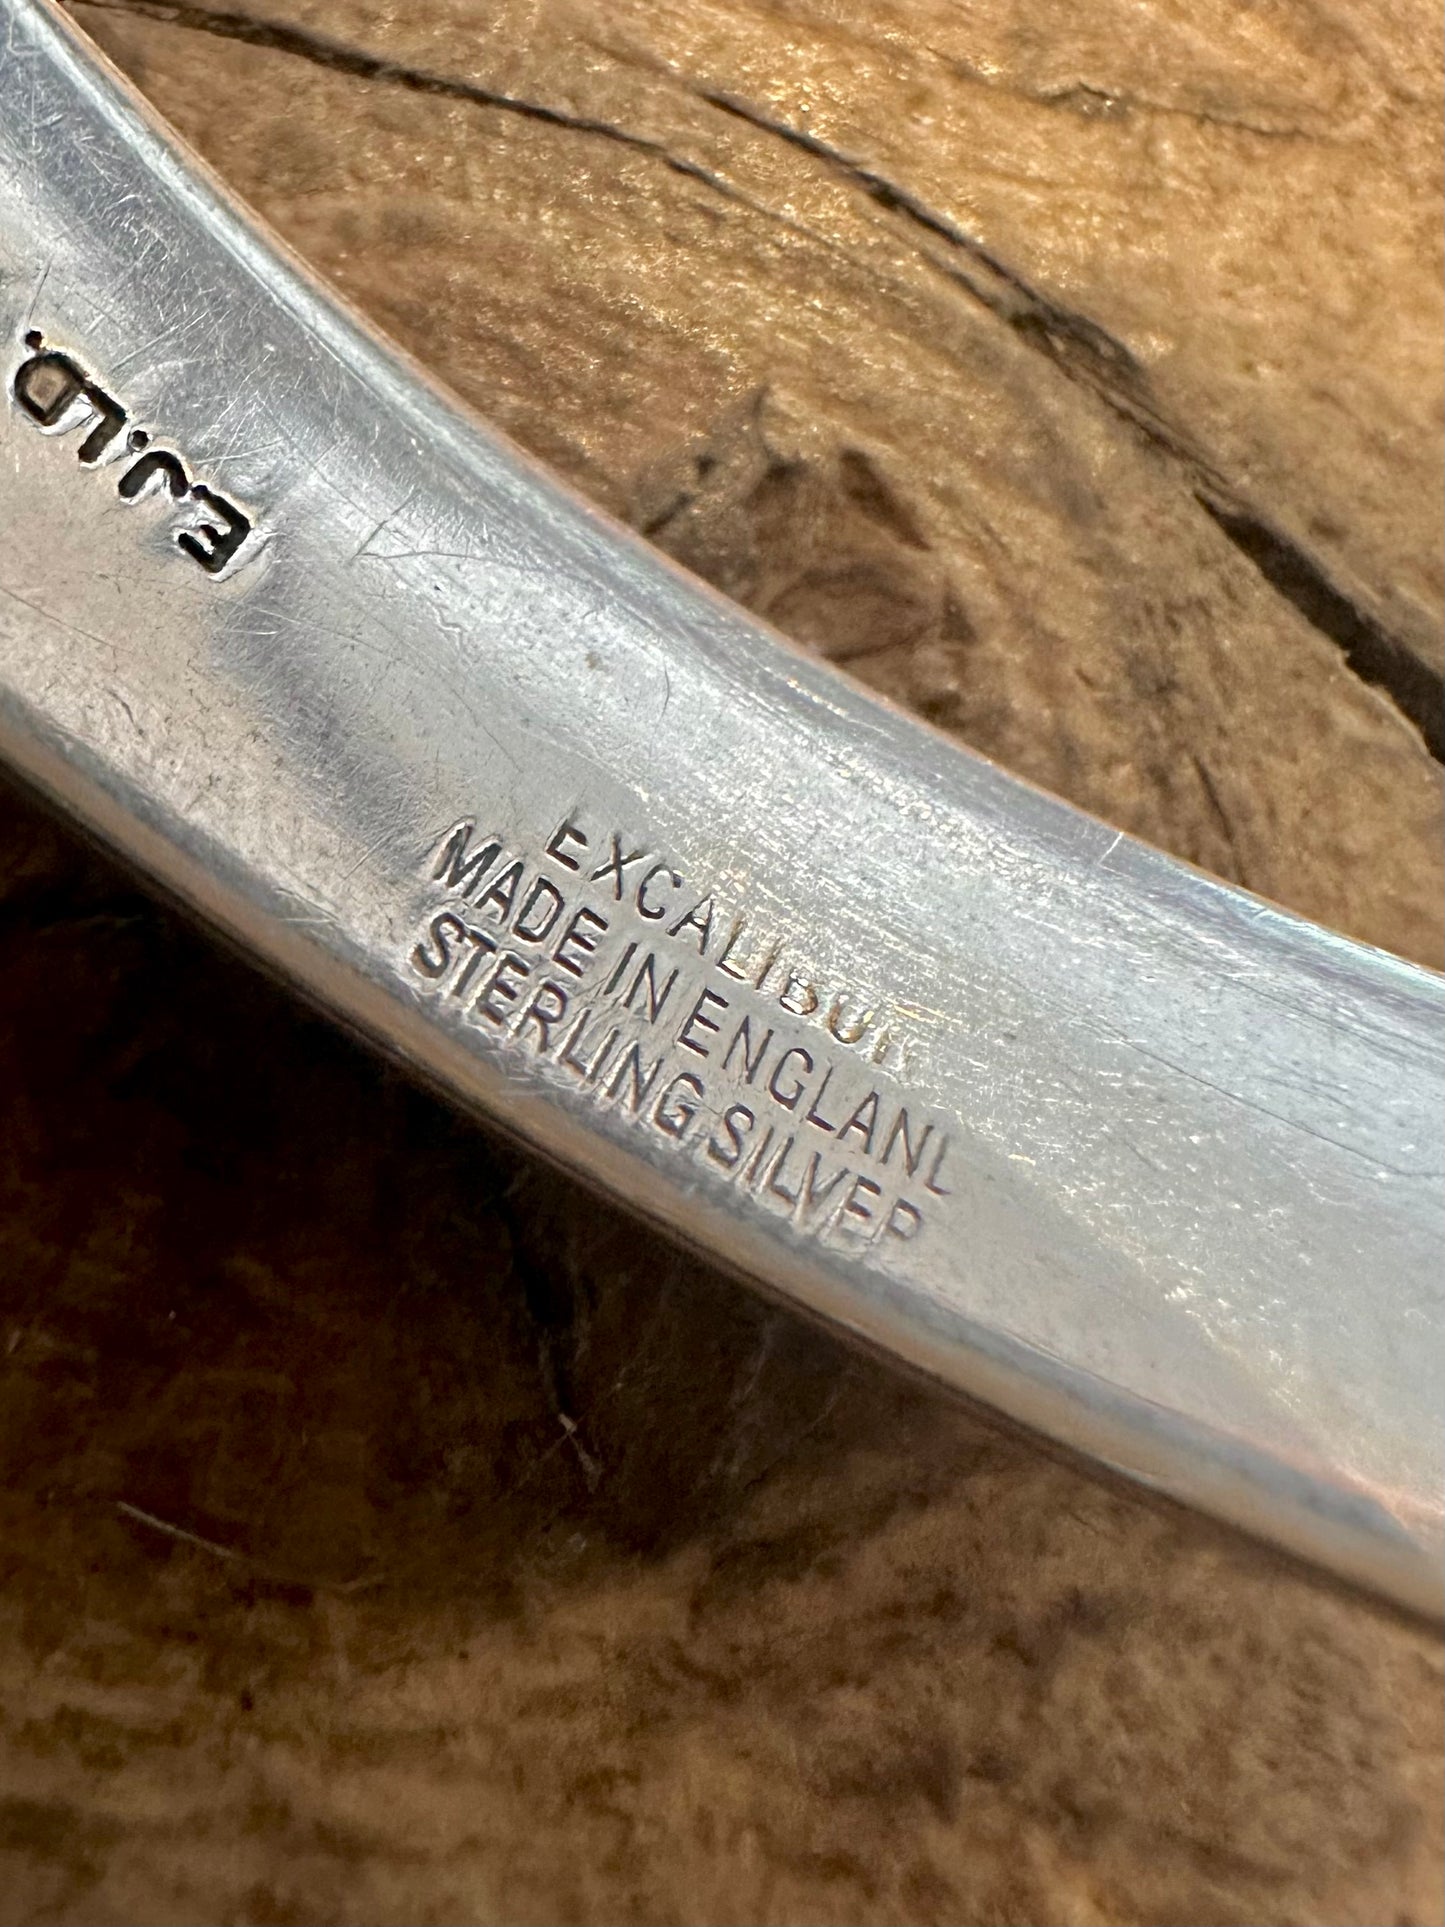 E.J.L.D.
EXCALIBUR
MADE IN ENGLAND
STERLING SILVER